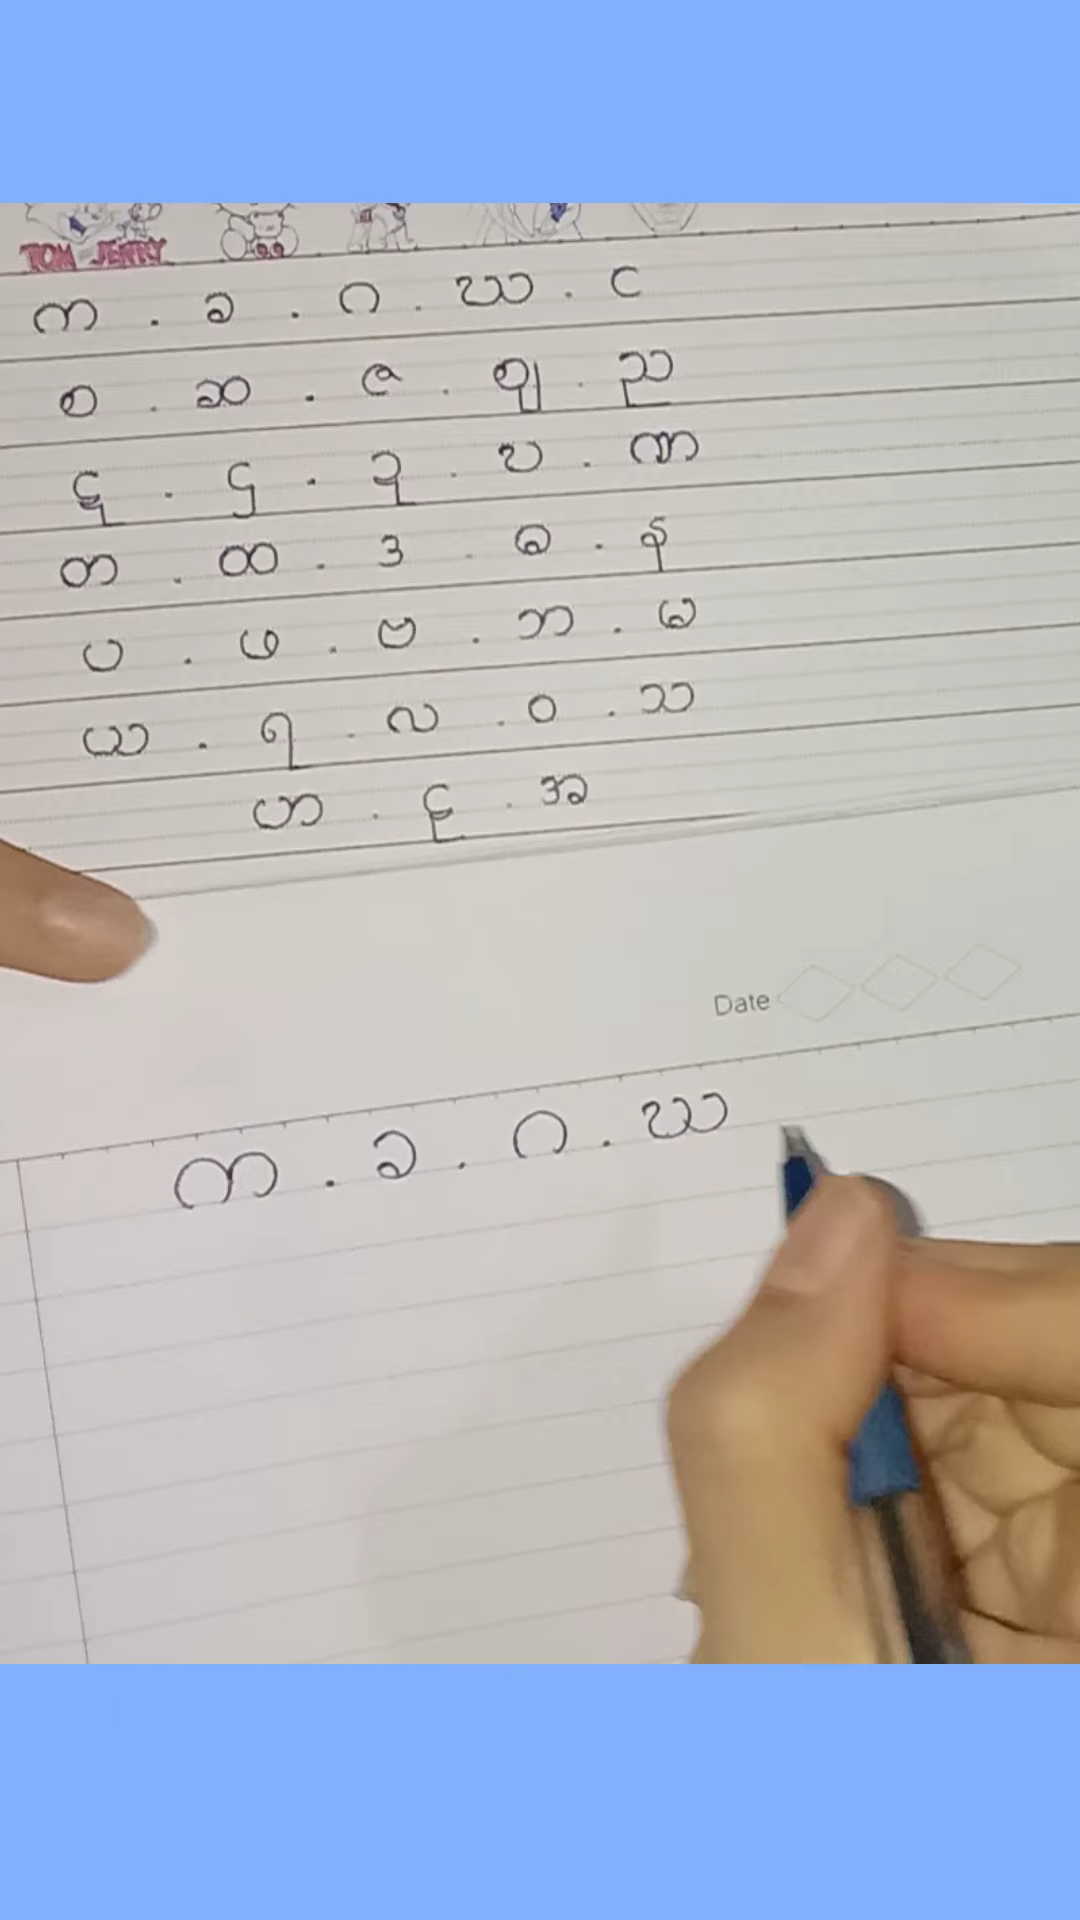 TOM JERRY
က . ခ . ဂ . ဃ . င
စ . ဆ . ဇ . ဈ . ည
ဋ . ဌ . ဍ . ဎ . ဏ
တ . ထ . ဒ . ဓ . န
ပ . ဖ . ဗ . ဘ . မ
ယ . ရ . လ . ဝ . သ
ဟ . ဠ . အ
Date
က . ခ . ဂ . ဃ